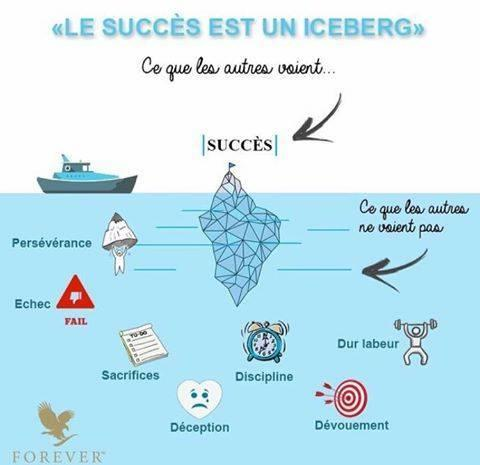 «LE SUCCÈS EST UN ICEBERG»
Ce que les autres voient...
|SUCCÈS|
Ce que les autres
ne voient pas
Persévérance
Echec
FAIL
TO-DO
Sacrifices
Discipline
Dur labeur
Déception
Dévouement
FOREVER™